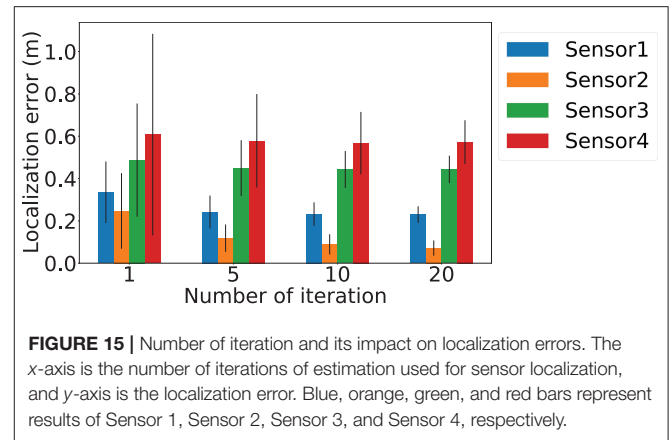 Localization error (m)
1.0
0.8
0.6
0.4
0.2
0.0
1 5 10 20
Number of iteration
Sensor1
Sensor2
Sensor3
Sensor4
FIGURE 15 | Number of iteration and its impact on localization errors. The
x-axis is the number of iterations of estimation used for sensor localization,
and y-axis is the localization error. Blue, orange, green, and red bars represent
results of Sensor 1, Sensor 2, Sensor 3, and Sensor 4, respectively.